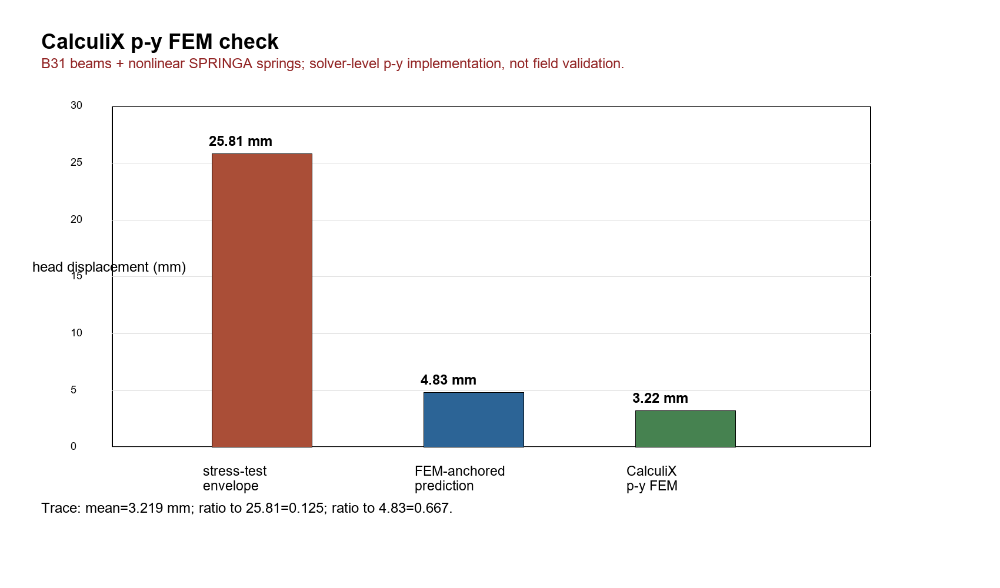 CalculiX p-y FEM check
B31 beams + nonlinear SPRINGA springs; solver-level p-y implementation, not field validation.
30
25.81 mm
25
20
head displacement (mm)
15
10
4.83 mm
5
3.22 mm
0
stress-test
envelope
FEM-anchored
prediction
CalculiX
p-y FEM
Trace: mean=3.219 mm; ratio to 25.81=0.125; ratio to 4.83=0.667.